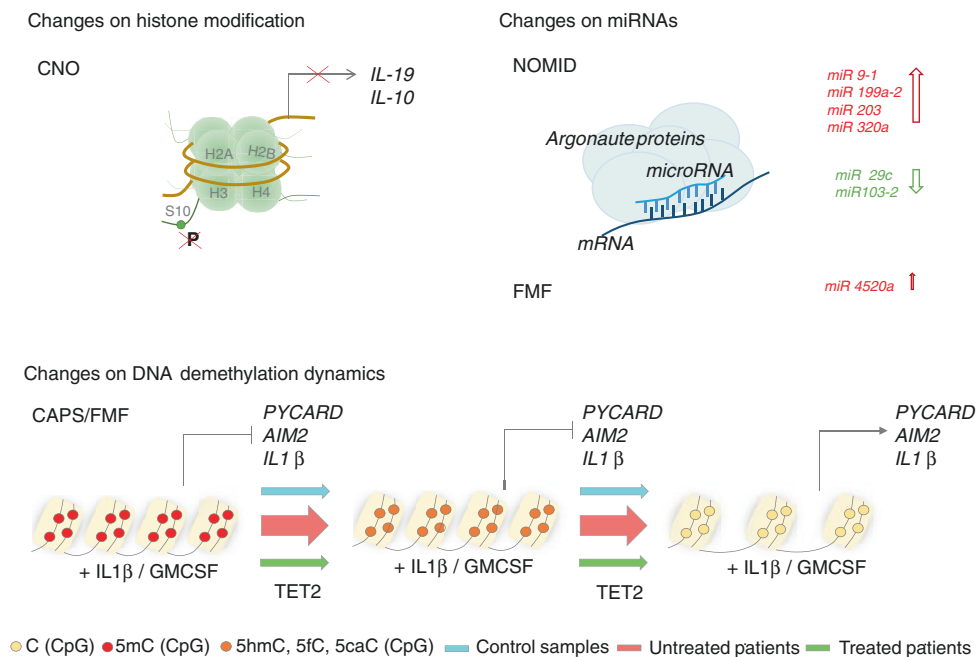 Changes on histone modification
CNO
IL-19
IL-10
H2A
H2B
H3
H4
S10
P
Changes on miRNAs
NOMID
miR 9-1
miR 199a-2
miR 203
miR 320a
Argonaute proteins
microRNA
miR 29c
miR103-2
mRNA
FMF
miR 4520a
Changes on DNA demethylation dynamics
CAPS/FMF
PYCARD
AIM2
IL1 β
PYCARD
AIM2
IL1 β
PYCARD
AIM2
IL1 β
+ IL1β / GMCSF
TET2
+ IL1β / GMCSF
TET2
+ IL1β / GMCSF
C (CpG)
5mC (CpG)
5hmC, 5fC, 5caC (CpG)
Control samples
Untreated patients
Treated patients